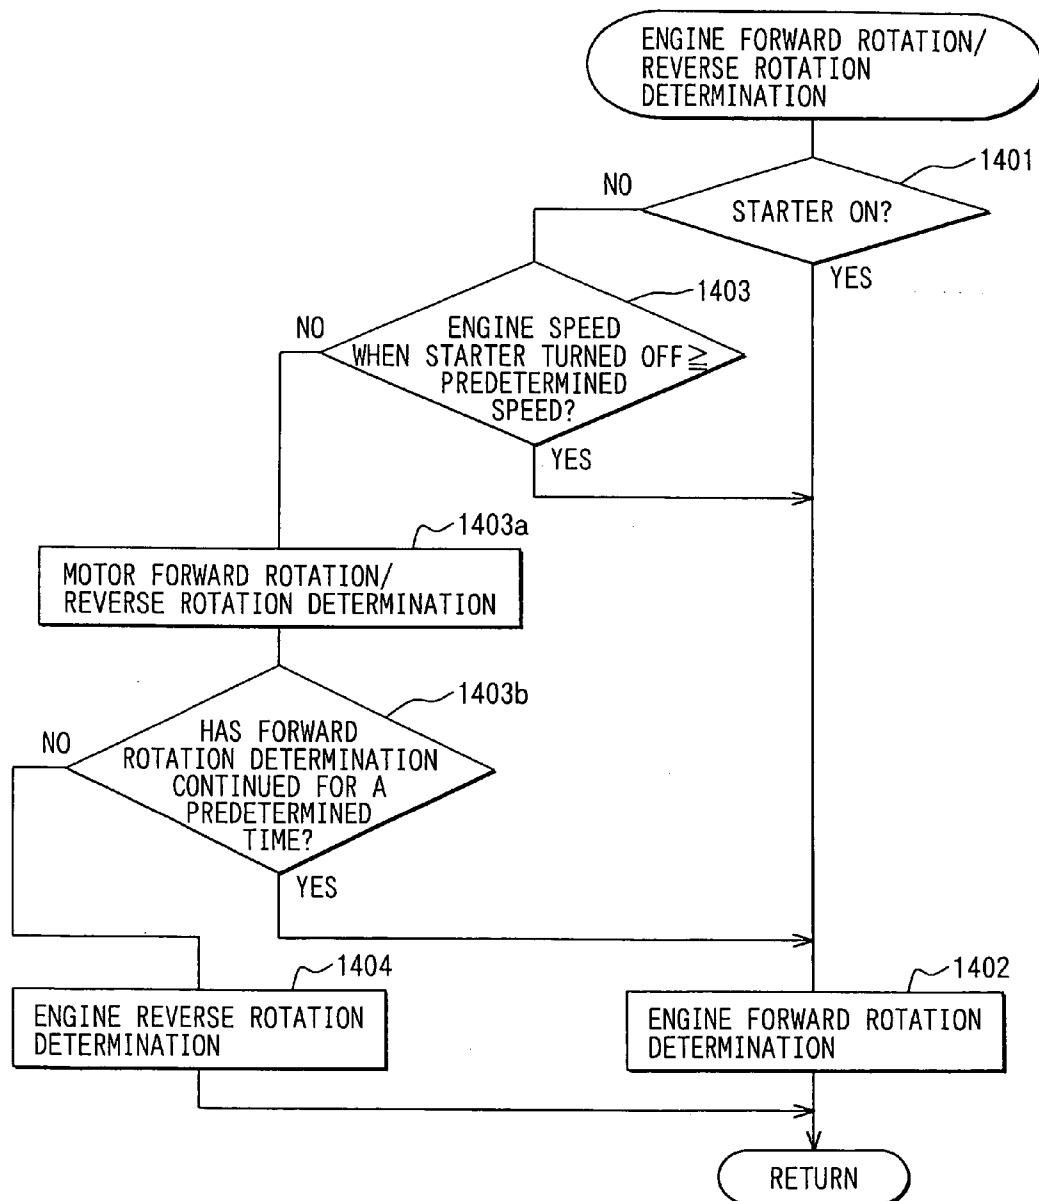 ENGINE FORWARD ROTATION/
REVERSE ROTATION
DETERMINATION
1401
NO
STARTER ON?
YES
1403
NO
ENGINE SPEED
WHEN STARTER TURNED OFF≧
PREDETERMINED
SPEED?
YES
1403a
MOTOR FORWARD ROTATION/
REVERSE ROTATION DETERMINATION
1403b
NO
HAS FORWARD
ROTATION DETERMINATION
CONTINUED FOR A
PREDETERMINED
TIME?
YES
1404
ENGINE REVERSE ROTATION
DETERMINATION
1402
ENGINE FORWARD ROTATION
DETERMINATION
RETURN